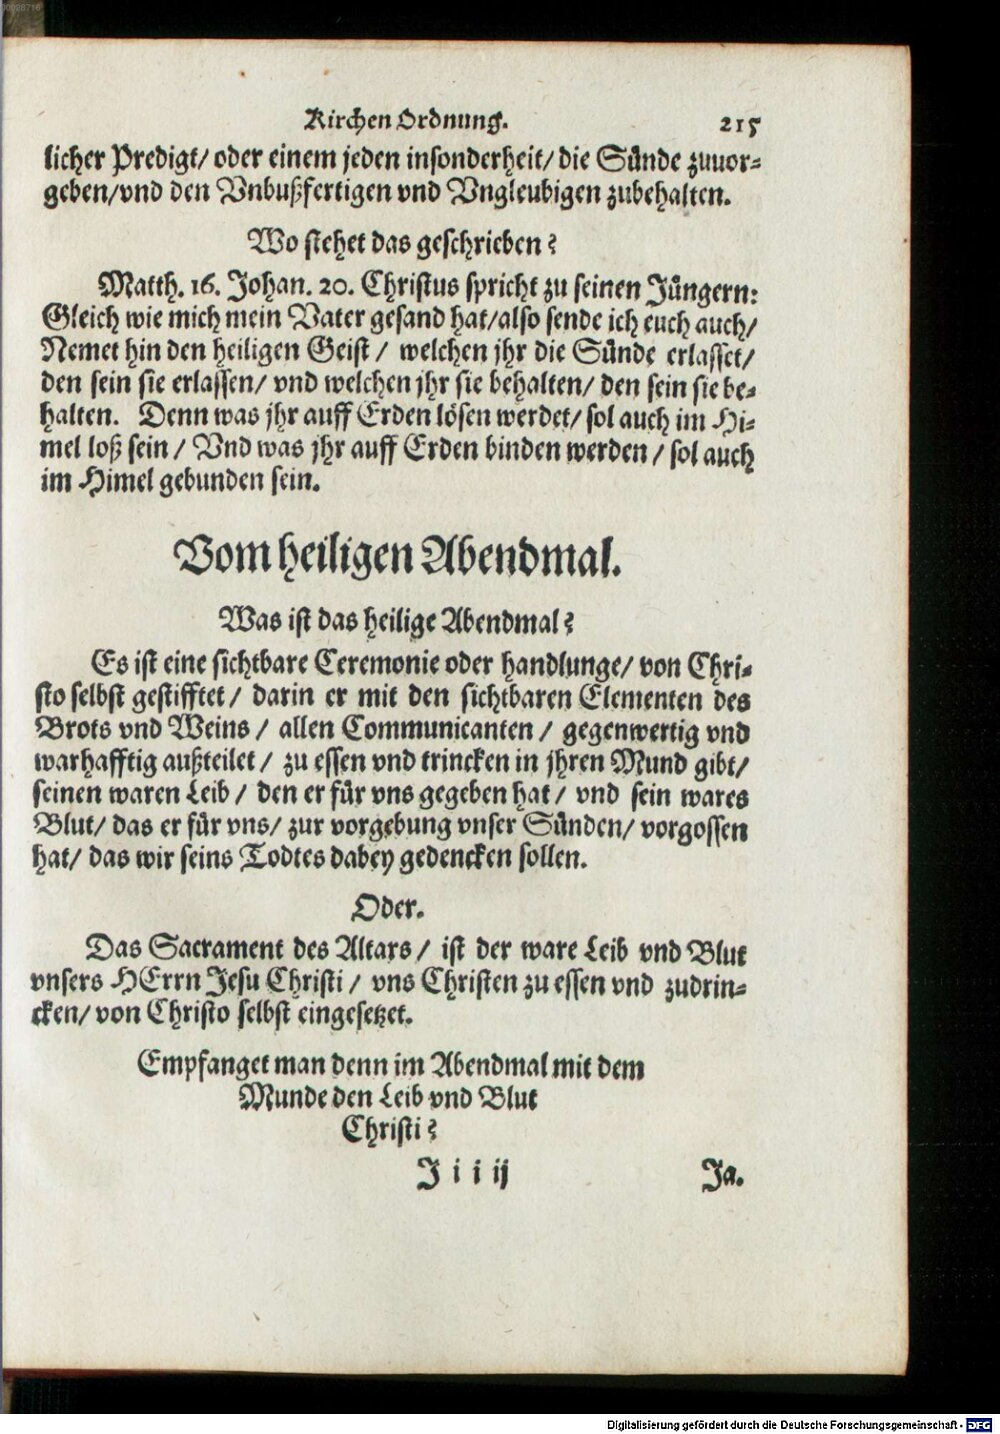 00028716
Kirchen Ordnung. 215
licher Predigt/ oder einem jeden insonderheit/ die Sünde zuuor-
geben/vnd den Vnbußfertigen vnd Vngleubigen zubehalten.
Wo stehet das geschrieben?
Matth. 16. Johan. 20. Christus spricht zu seinen Jüngern:
Gleich wie mich mein Vater gesand hat/also sende ich euch auch/
Nemet hin den heiligen Geist / welchen jhr die Sünde erlasset/
den sein sie erlassen/ vnd welchen jhr sie behalten/ den sein sie be-
halten. Denn was jhr auff Erden lösen werdet/ sol auch im Hi-
mel loß sein / Vnd was jhr auff Erden binden werden / sol auch
im Himel gebunden sein.
Vom heiligen Abendmal.
Was ist das heilige Abendmal?
Es ist eine sichtbare Ceremonie oder handlunge/ von Chri-
sto selbst gestifftet / darin er mit den sichtbaren Elementen des
Brots vnd Weins / allen Communicanten / gegenwertig vnd
warhafftig außteilet / zu essen vnd trincken in jhren Mund gibt/
seinen waren Leib / den er für vns gegeben hat / vnd sein wares
Blut/ das er für vns/ zur vorgebung vnser Sünden/ vorgossen
hat/ das wir seins Todtes dabey gedencken sollen.
Oder.
Das Sacrament des Altars / ist der ware Leib vnd Blut
vnsers HErrn Jesu Christi / vns Christen zu essen vnd zudrin-
cken/ von Christo selbst eingesetzet.
Empfanget man denn im Abendmal mit dem
Munde den Leib vnd Blut
Christi?
J i i ij Ja.
Digitalisierung gefördert durch die Deutsche Forschungsgemeinschaft - DFG